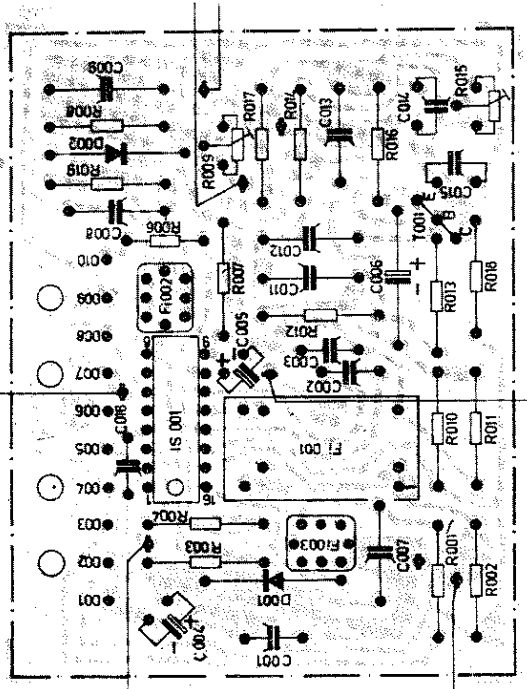 C009
R008
D002
R019
C008
R006
010
009
008
007
006
005
004
003
002
001
Fi002
8
9
IS 001
1
16
C016
R004
R003
D001
C004
+
−
C001
R009
R017
R014
C013
R016
C014
R015
C015
T001
E
B
C
R007
C012
C011
C006
+
−
R012
C005
+
−
C003
C002
R013
R018
Fi 001
R010
R011
Fi003
C007
R001
R002